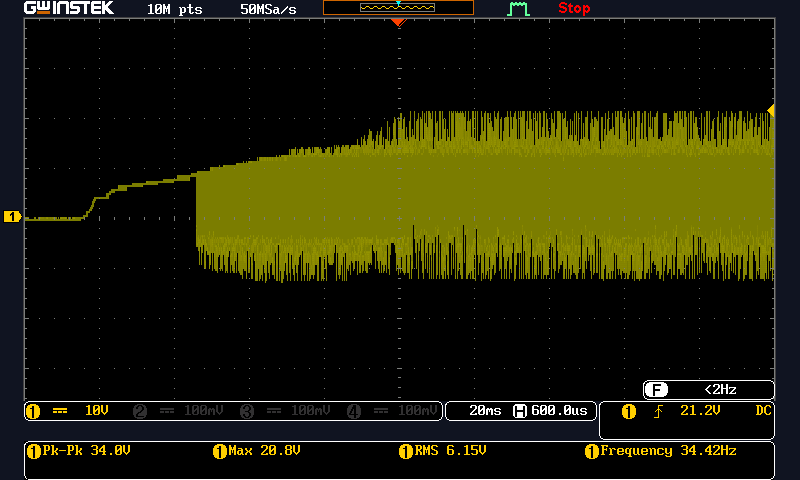 GWINSTEK 10M pts 50MSa/s Stop
1
F <2Hz
1 10V 2 100mV 3 100mV 4 100mV 20ms H 600.0us 1 21.2V DC
1 Pk-Pk 34.0V 1 Max 20.8V 1 RMS 6.15V 1 Frequency 34.42Hz